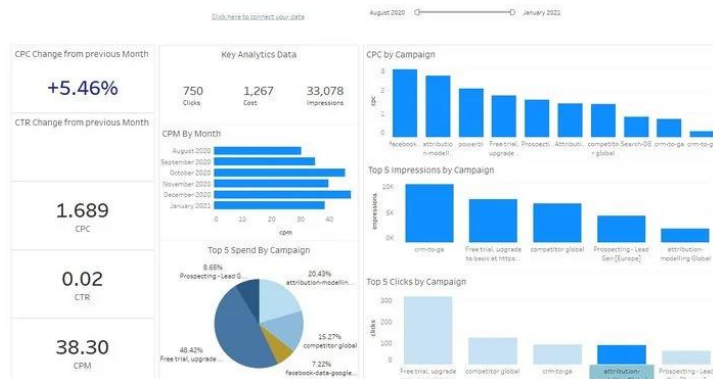 Click here to connect your data
August 2020
January 2021
CPC Change from previous Month
+5.46%
CTR Change from previous Month
1.689
CPC
0.02
CTR
38.30
CPM
Key Analytics Data
750
Clicks
1,267
Cost
33,078
Impressions
CPM By Month
August 2020
September 2020
October 2020
November 2020
December 2020
January 2021
0 10 20 30 40
cpm
Top 5 Spend By Campaign
8.65%
Prospecting - Lead G...
20.43%
attribution-modellin...
15.27%
competitor global
7.22%
facebook-data-google...
48.42%
Free trial, upgrade ...
CPC by Campaign
3
2
1
0
cpc
facebook..
attributio
n-modell..
powerbi
Free trial,
upgrade ..
Prospecti..
Attributi..
competito
r global
Search-DE
crm-to-ga
Top 5 impressions by Campaign
10K
5K
0K
impressions
crm-to-ga
Free trial, upgrade
to basic at https..
competitor global
Prospecting - Lead
Gen [Europe]
attribution-
modelling Global
Top 5 Clicks by Campaign
300
200
100
0
clicks
Free trial, upgrade
competitor global
crm-to-ga
attribution-
Prospecting - Lead